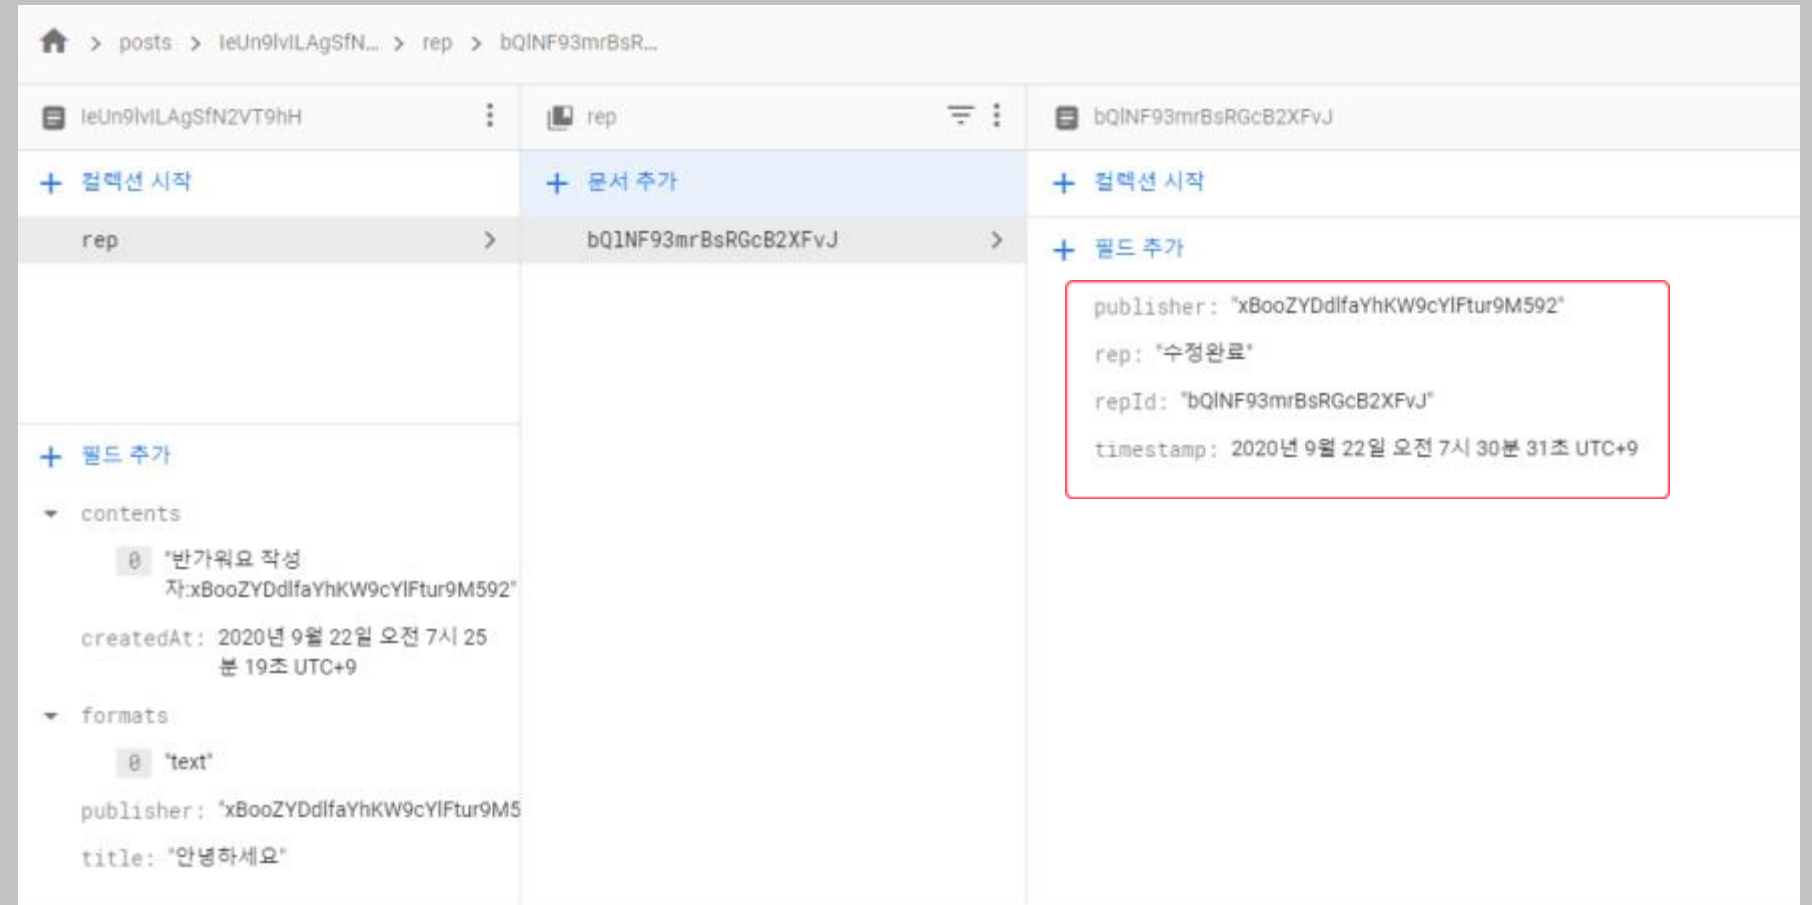 posts > IeUn9lvILAgSfN... > rep > bQlNF93mrBsR...
IeUn9lvILAgSfN2VT9hH
컬렉션 시작
rep
필드 추가
contents
0 "반가워요 작성
자:xBooZYDdlfaYhKW9cYlFtur9M592"
createdAt: 2020년 9월 22일 오전 7시 25
분 19초 UTC+9
formats
0 "text"
publisher: "xBooZYDdlfaYhKW9cYlFtur9M5
title: "안녕하세요"
rep
문서 추가
bQlNF93mrBsRGcB2XFvJ
bQlNF93mrBsRGcB2XFvJ
컬렉션 시작
필드 추가
publisher: "xBooZYDdlfaYhKW9cYlFtur9M592"
rep: "수정완료"
repId: "bQlNF93mrBsRGcB2XFvJ"
timestamp: 2020년 9월 22일 오전 7시 30분 31초 UTC+9